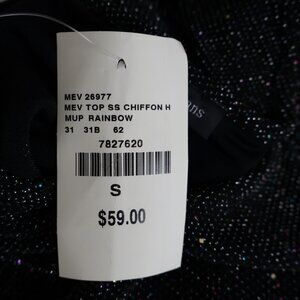 MEV 26977
MEV TOP SS CHIFFON H
MUP RAINBOW
31 31B 62
7827620
S
$59.00